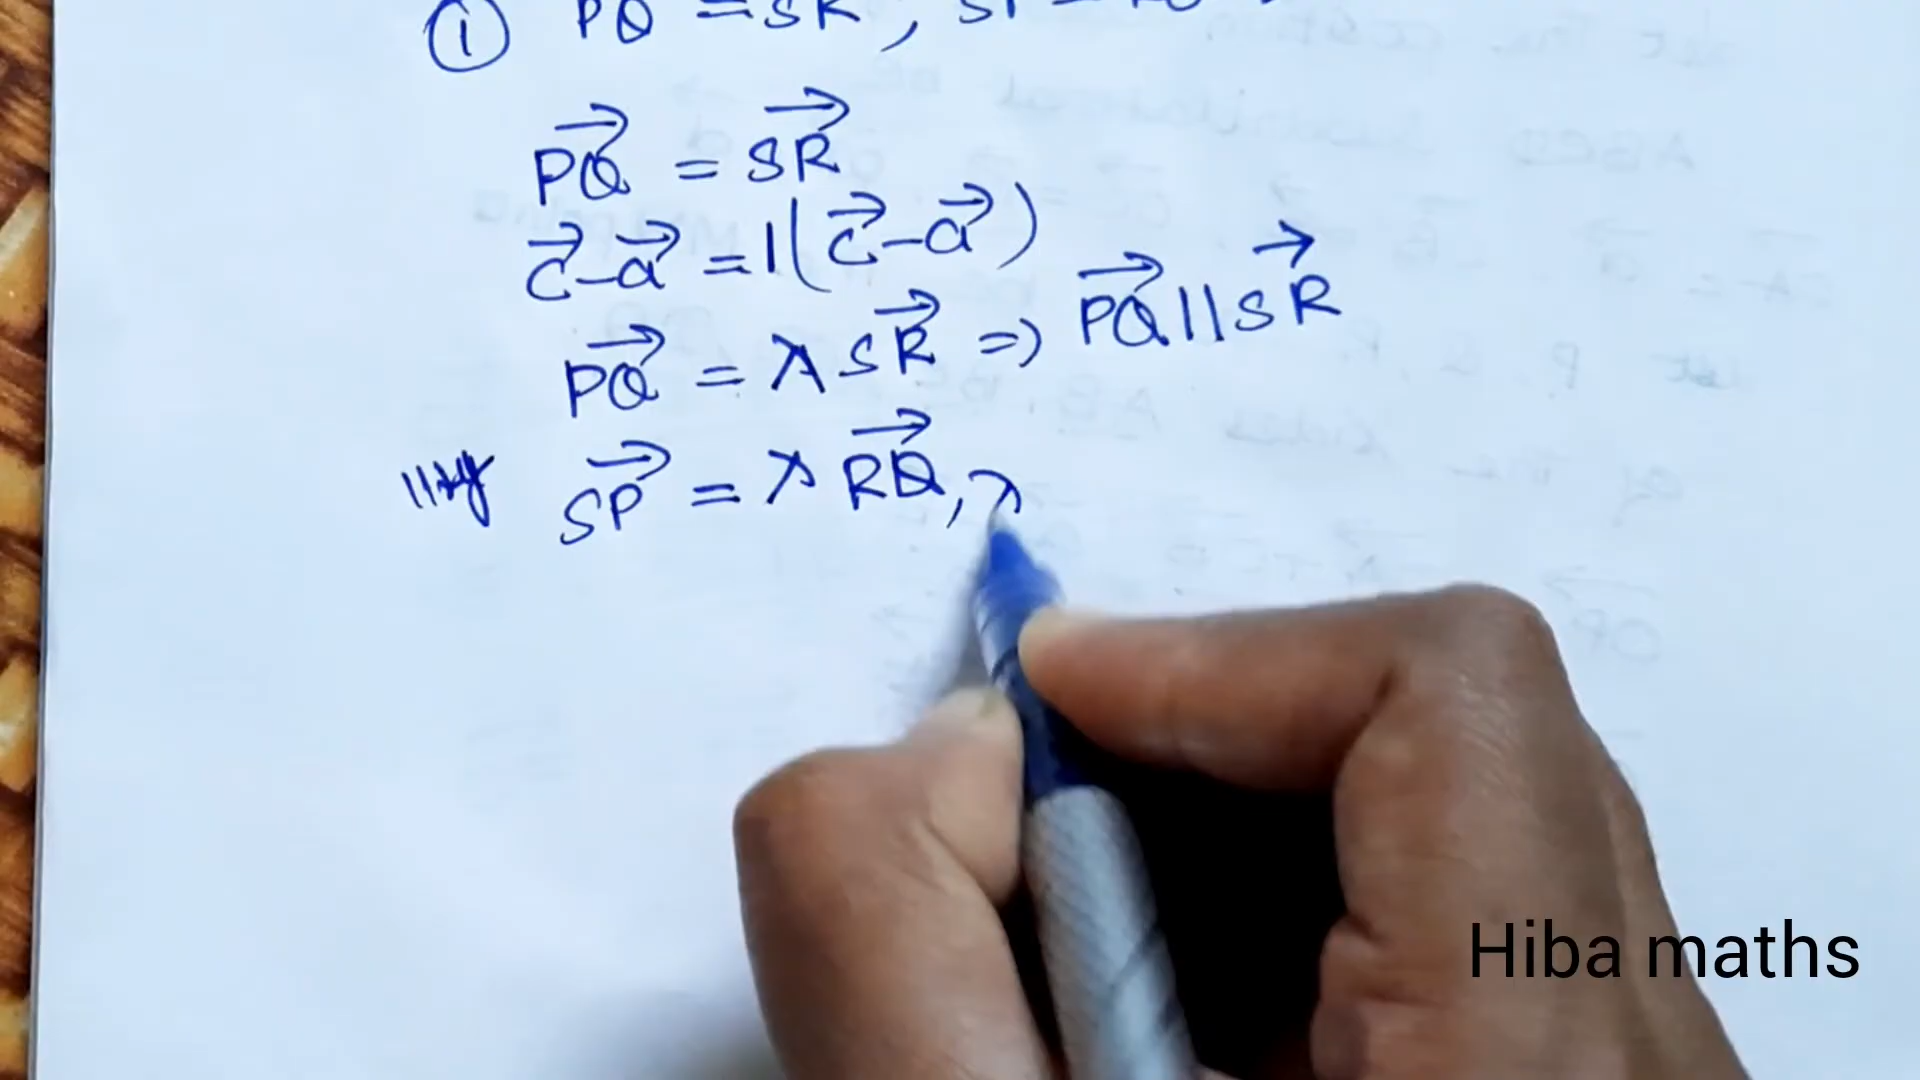 ① PQ = SR, SP = RQ
PQ⃗ = SR⃗
c⃗ - a⃗ = 1(c⃗ - a⃗)
PQ⃗ = λ SR⃗ ⇒ PQ⃗ || SR⃗
|||ly SP⃗ = λ RQ⃗, λ
Hiba maths